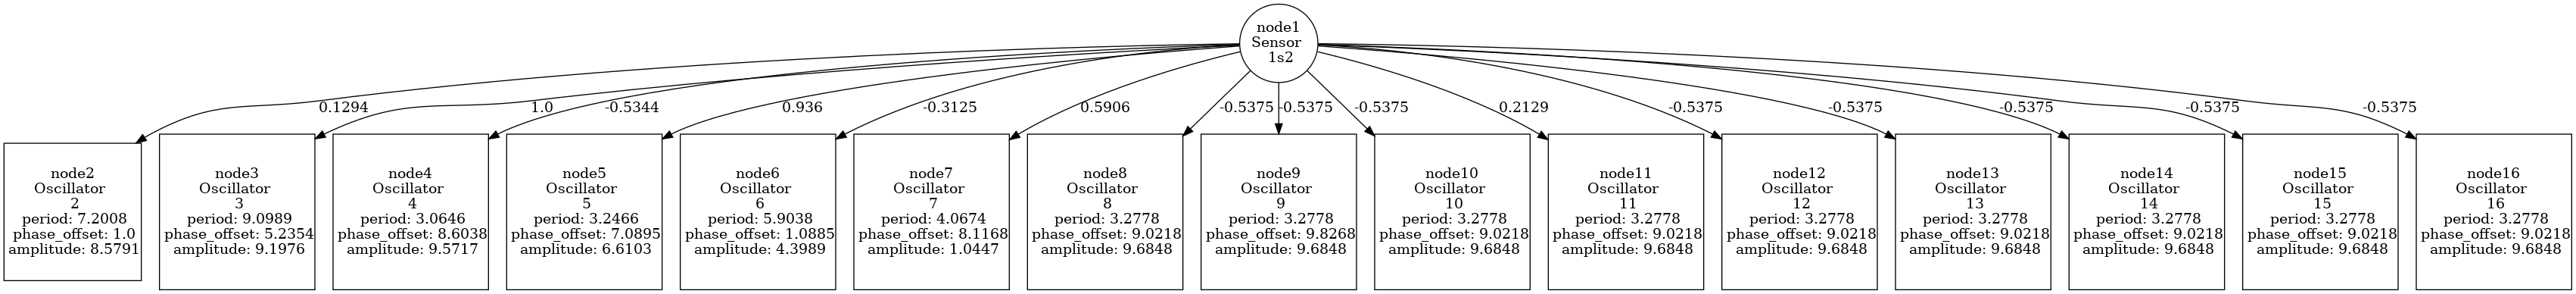 node1
Sensor
1s2
0.1294
1.0
-0.5344
0.936
-0.3125
0.5906
-0.5375
-0.5375
-0.5375
0.2129
-0.5375
-0.5375
-0.5375
-0.5375
-0.5375
node2
Oscillator
2
period: 7.2008
phase_offset: 1.0
amplitude: 8.5791
node3
Oscillator
3
period: 9.0989
phase_offset: 5.2354
amplitude: 9.1976
node4
Oscillator
4
period: 3.0646
phase_offset: 8.6038
amplitude: 9.5717
node5
Oscillator
5
period: 3.2466
phase_offset: 7.0895
amplitude: 6.6103
node6
Oscillator
6
period: 5.9038
phase_offset: 1.0885
amplitude: 4.3989
node7
Oscillator
7
period: 4.0674
phase_offset: 8.1168
amplitude: 1.0447
node8
Oscillator
8
period: 3.2778
phase_offset: 9.0218
amplitude: 9.6848
node9
Oscillator
9
period: 3.2778
phase_offset: 9.8268
amplitude: 9.6848
node10
Oscillator
10
period: 3.2778
phase_offset: 9.0218
amplitude: 9.6848
node11
Oscillator
11
period: 3.2778
phase_offset: 9.0218
amplitude: 9.6848
node12
Oscillator
12
period: 3.2778
phase_offset: 9.0218
amplitude: 9.6848
node13
Oscillator
13
period: 3.2778
phase_offset: 9.0218
amplitude: 9.6848
node14
Oscillator
14
period: 3.2778
phase_offset: 9.0218
amplitude: 9.6848
node15
Oscillator
15
period: 3.2778
phase_offset: 9.0218
amplitude: 9.6848
node16
Oscillator
16
period: 3.2778
phase_offset: 9.0218
amplitude: 9.6848